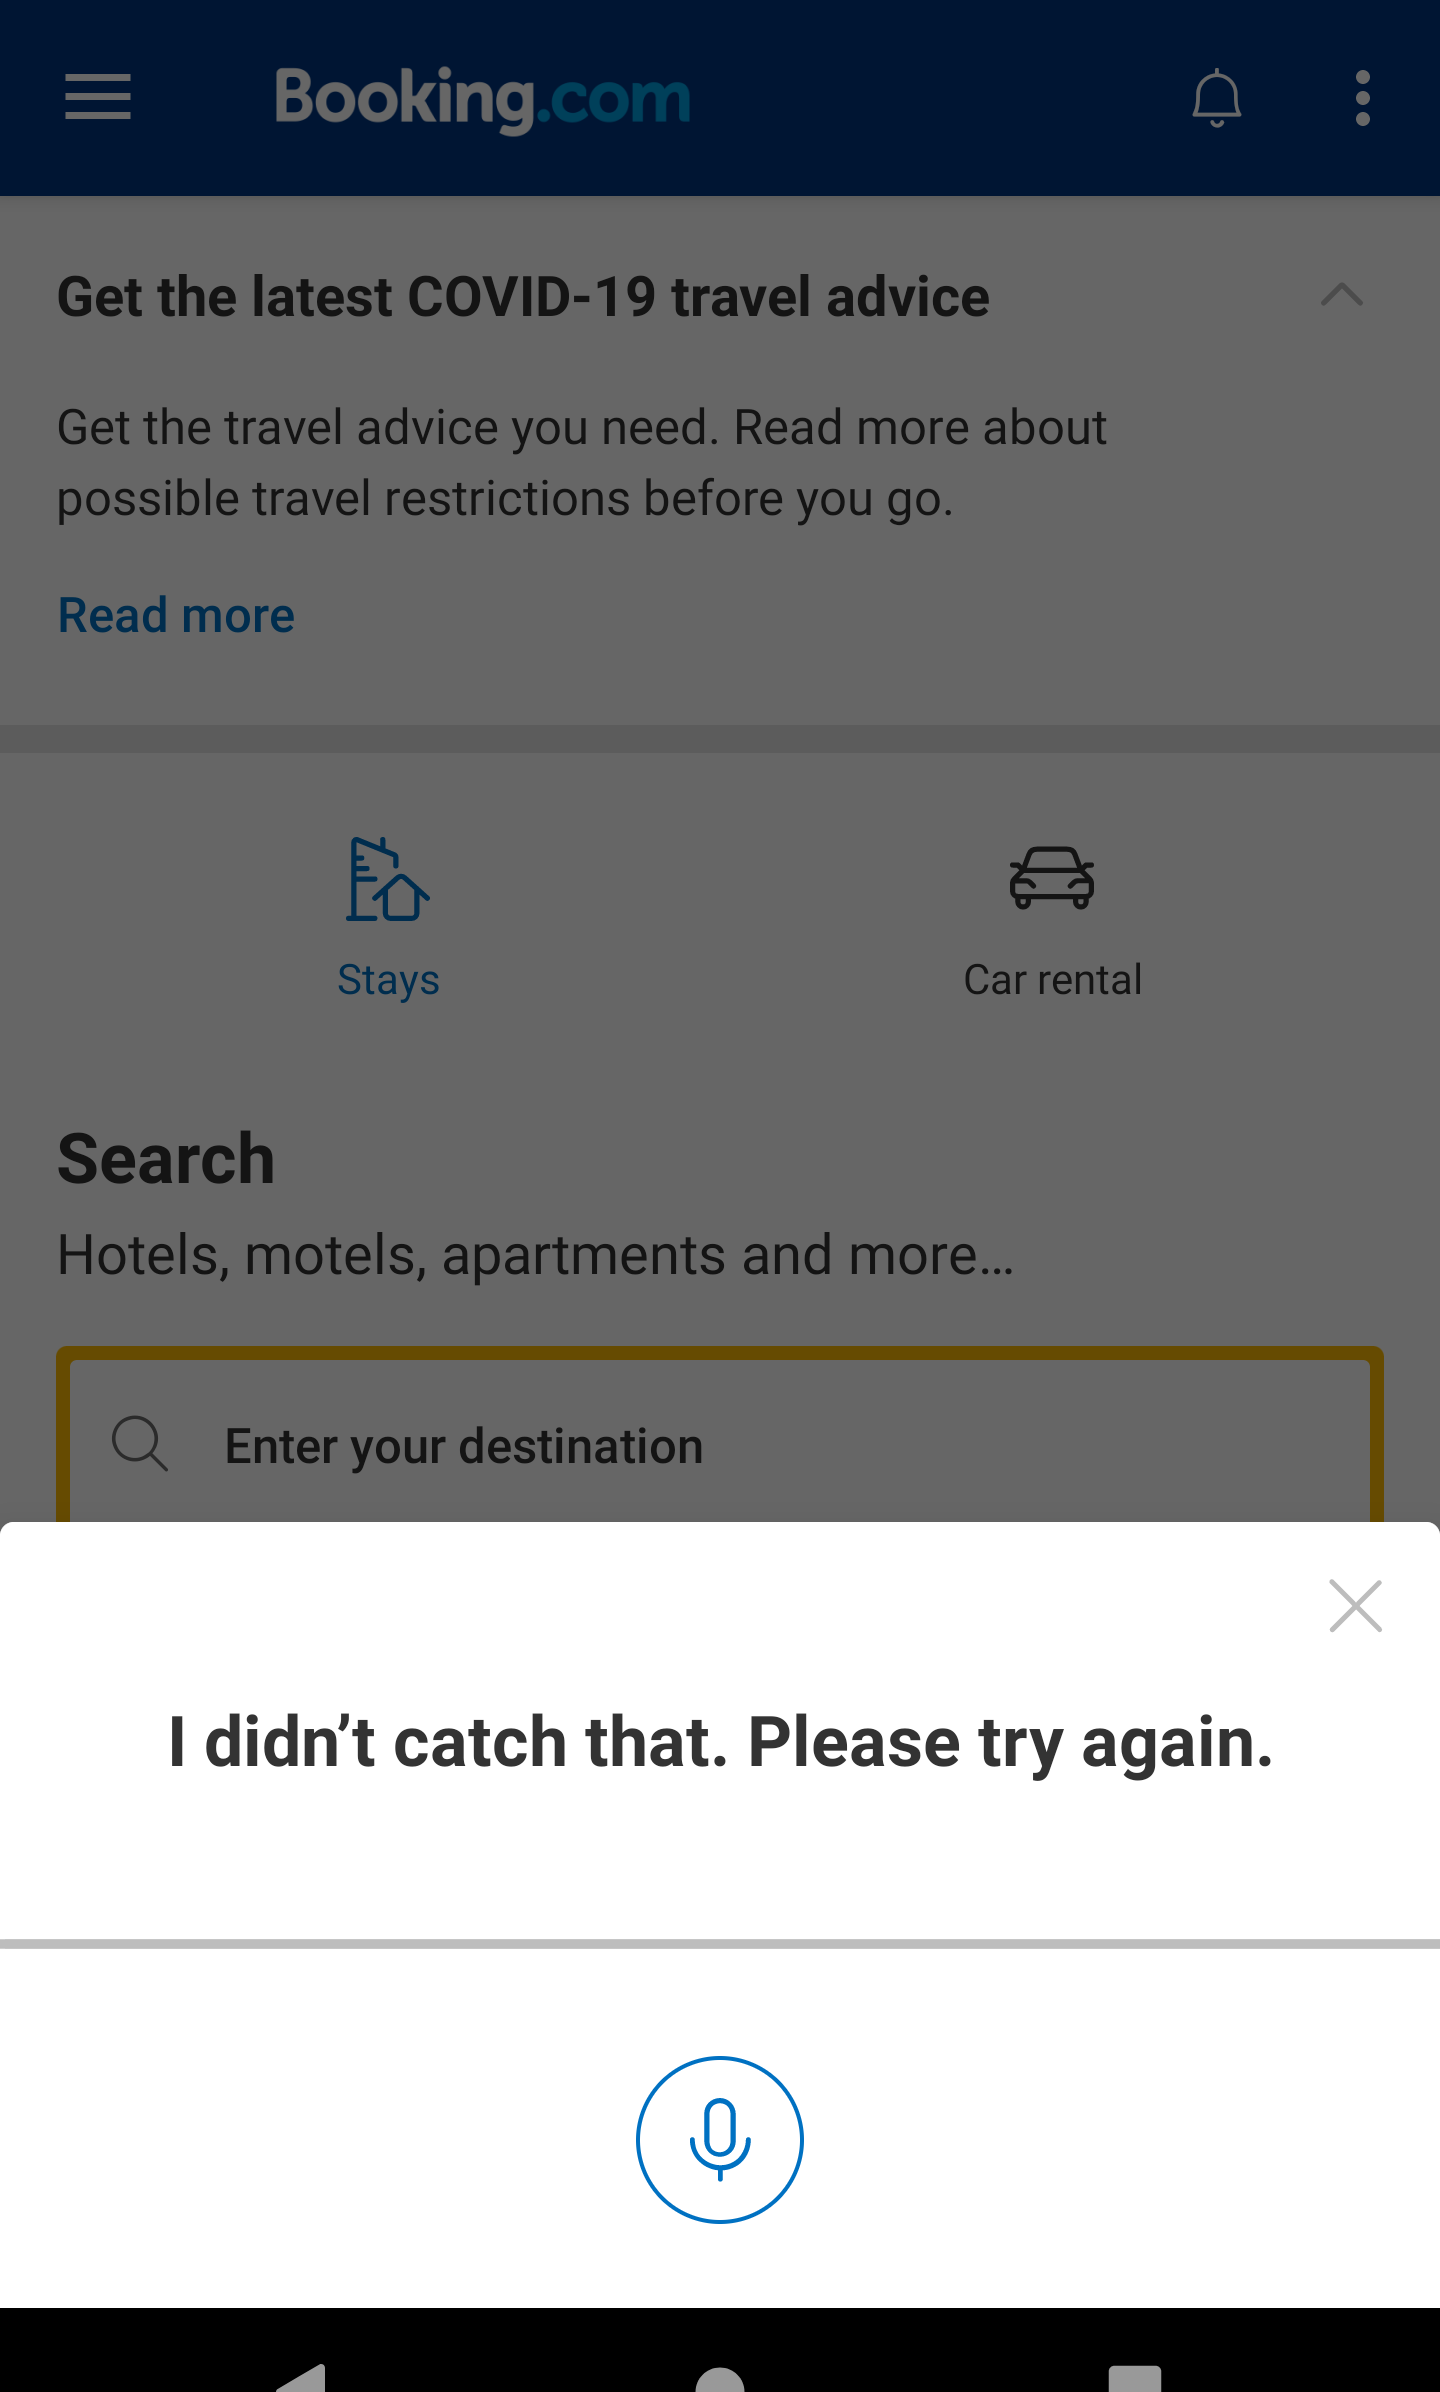 Booking.com
Get the latest COVID-19 travel advice
Get the travel advice you need. Read more about
possible travel restrictions before you go.
Read more
Stays
Car rental
Search
Hotels, motels, apartments and more…
Enter your destination
I didn’t catch that. Please try again.